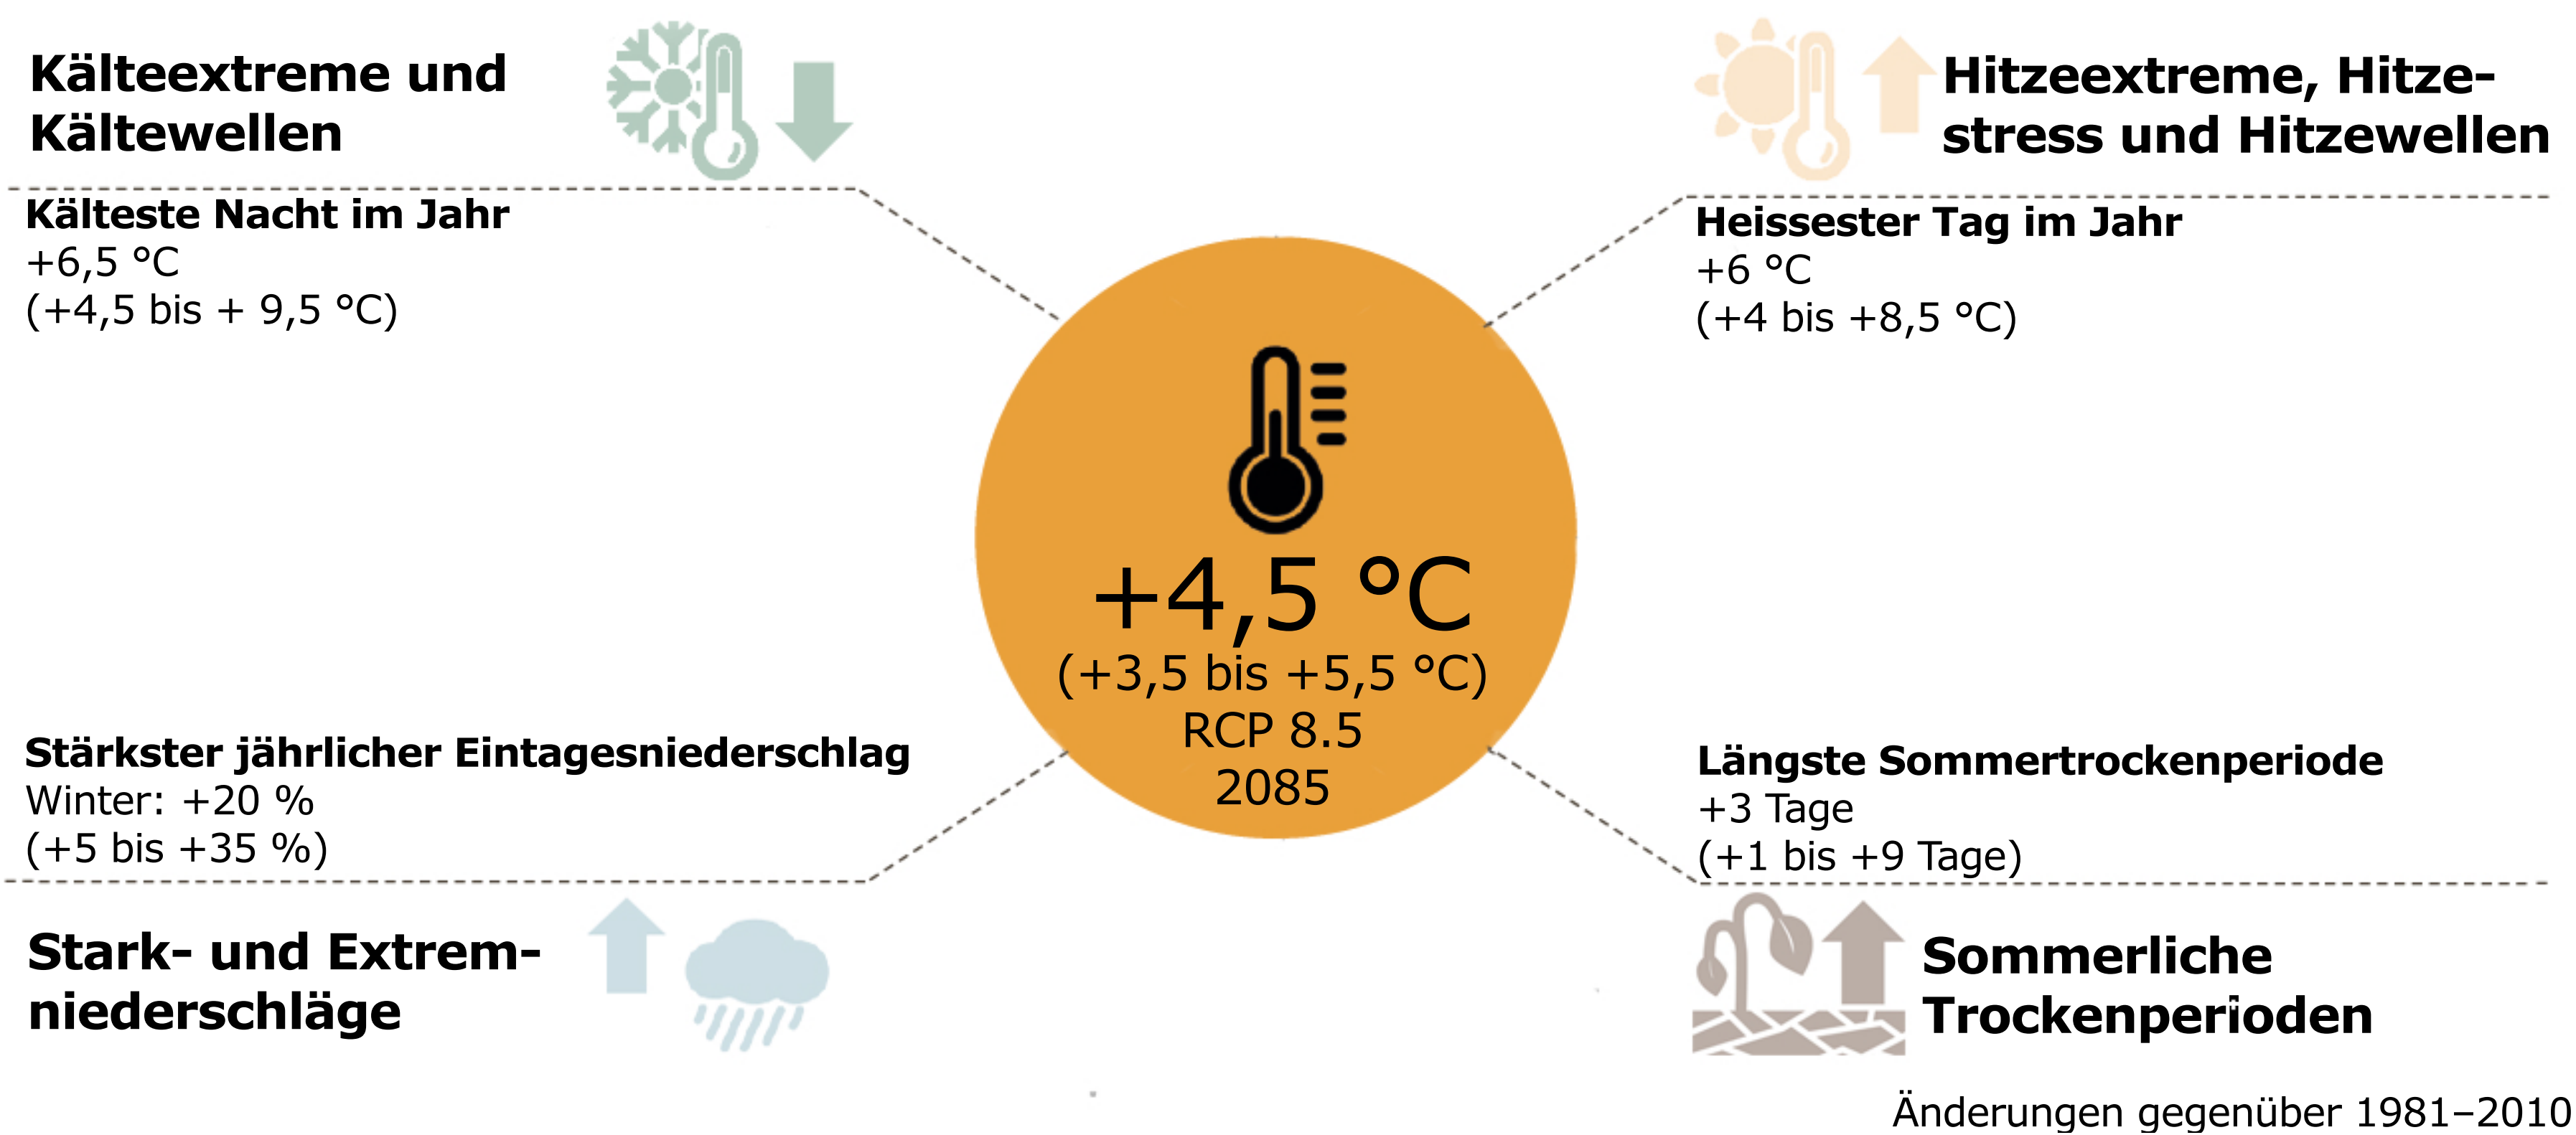 Kälteextreme und
Kältewellen
Kälteste Nacht im Jahr
+6,5 °C
(+4,5 bis + 9,5 °C)
Hitzeextreme, Hitze-
stress und Hitzewellen
Heissester Tag im Jahr
+6 °C
(+4 bis +8,5 °C)
+4,5 °C
(+3,5 bis +5,5 °C)
RCP 8.5
2085
Stärkster jährlicher Eintagesniederschlag
Winter: +20 %
(+5 bis +35 %)
Stark- und Extrem-
niederschläge
Längste Sommertrockenperiode
+3 Tage
(+1 bis +9 Tage)
Sommerliche
Trockenperioden
Änderungen gegenüber 1981–2010